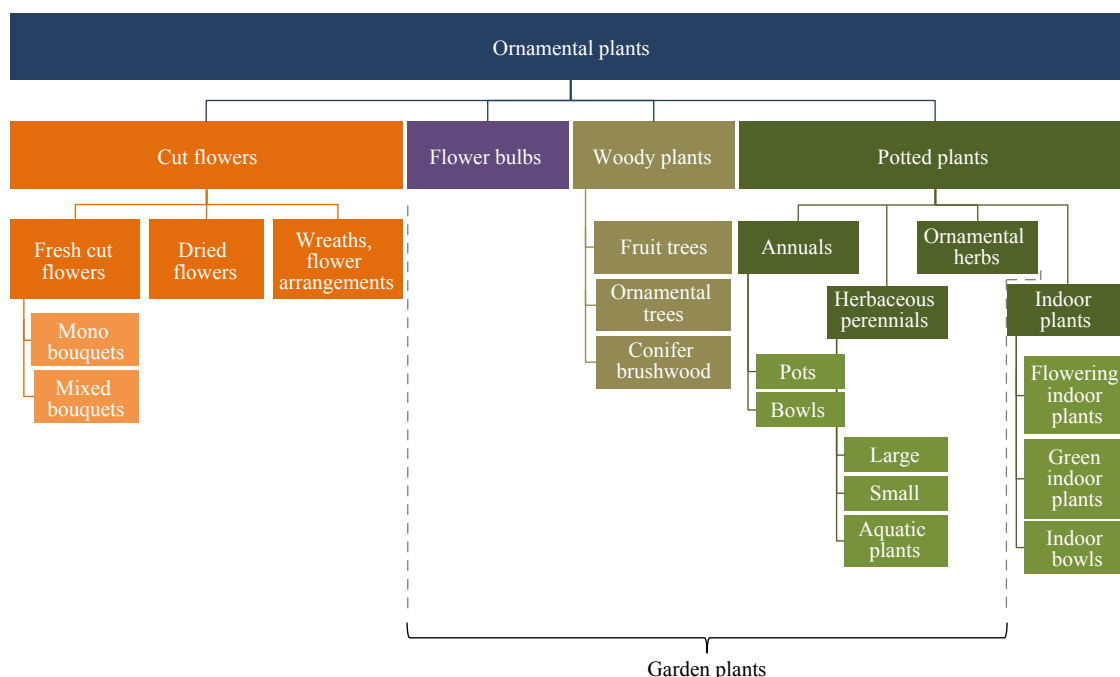 Ornamental plants
Cut flowers
Flower bulbs
Woody plants
Potted plants
Fresh cut
flowers
Dried
flowers
Wreaths,
flower
arrangements
Mono
bouquets
Mixed
bouquets
Fruit trees
Ornamental
trees
Conifer
brushwood
Annuals
Ornamental
herbs
Herbaceous
perennials
Indoor
plants
Pots
Bowls
Large
Small
Aquatic
plants
Flowering
indoor
plants
Green
indoor
plants
Indoor
bowls
Garden plants